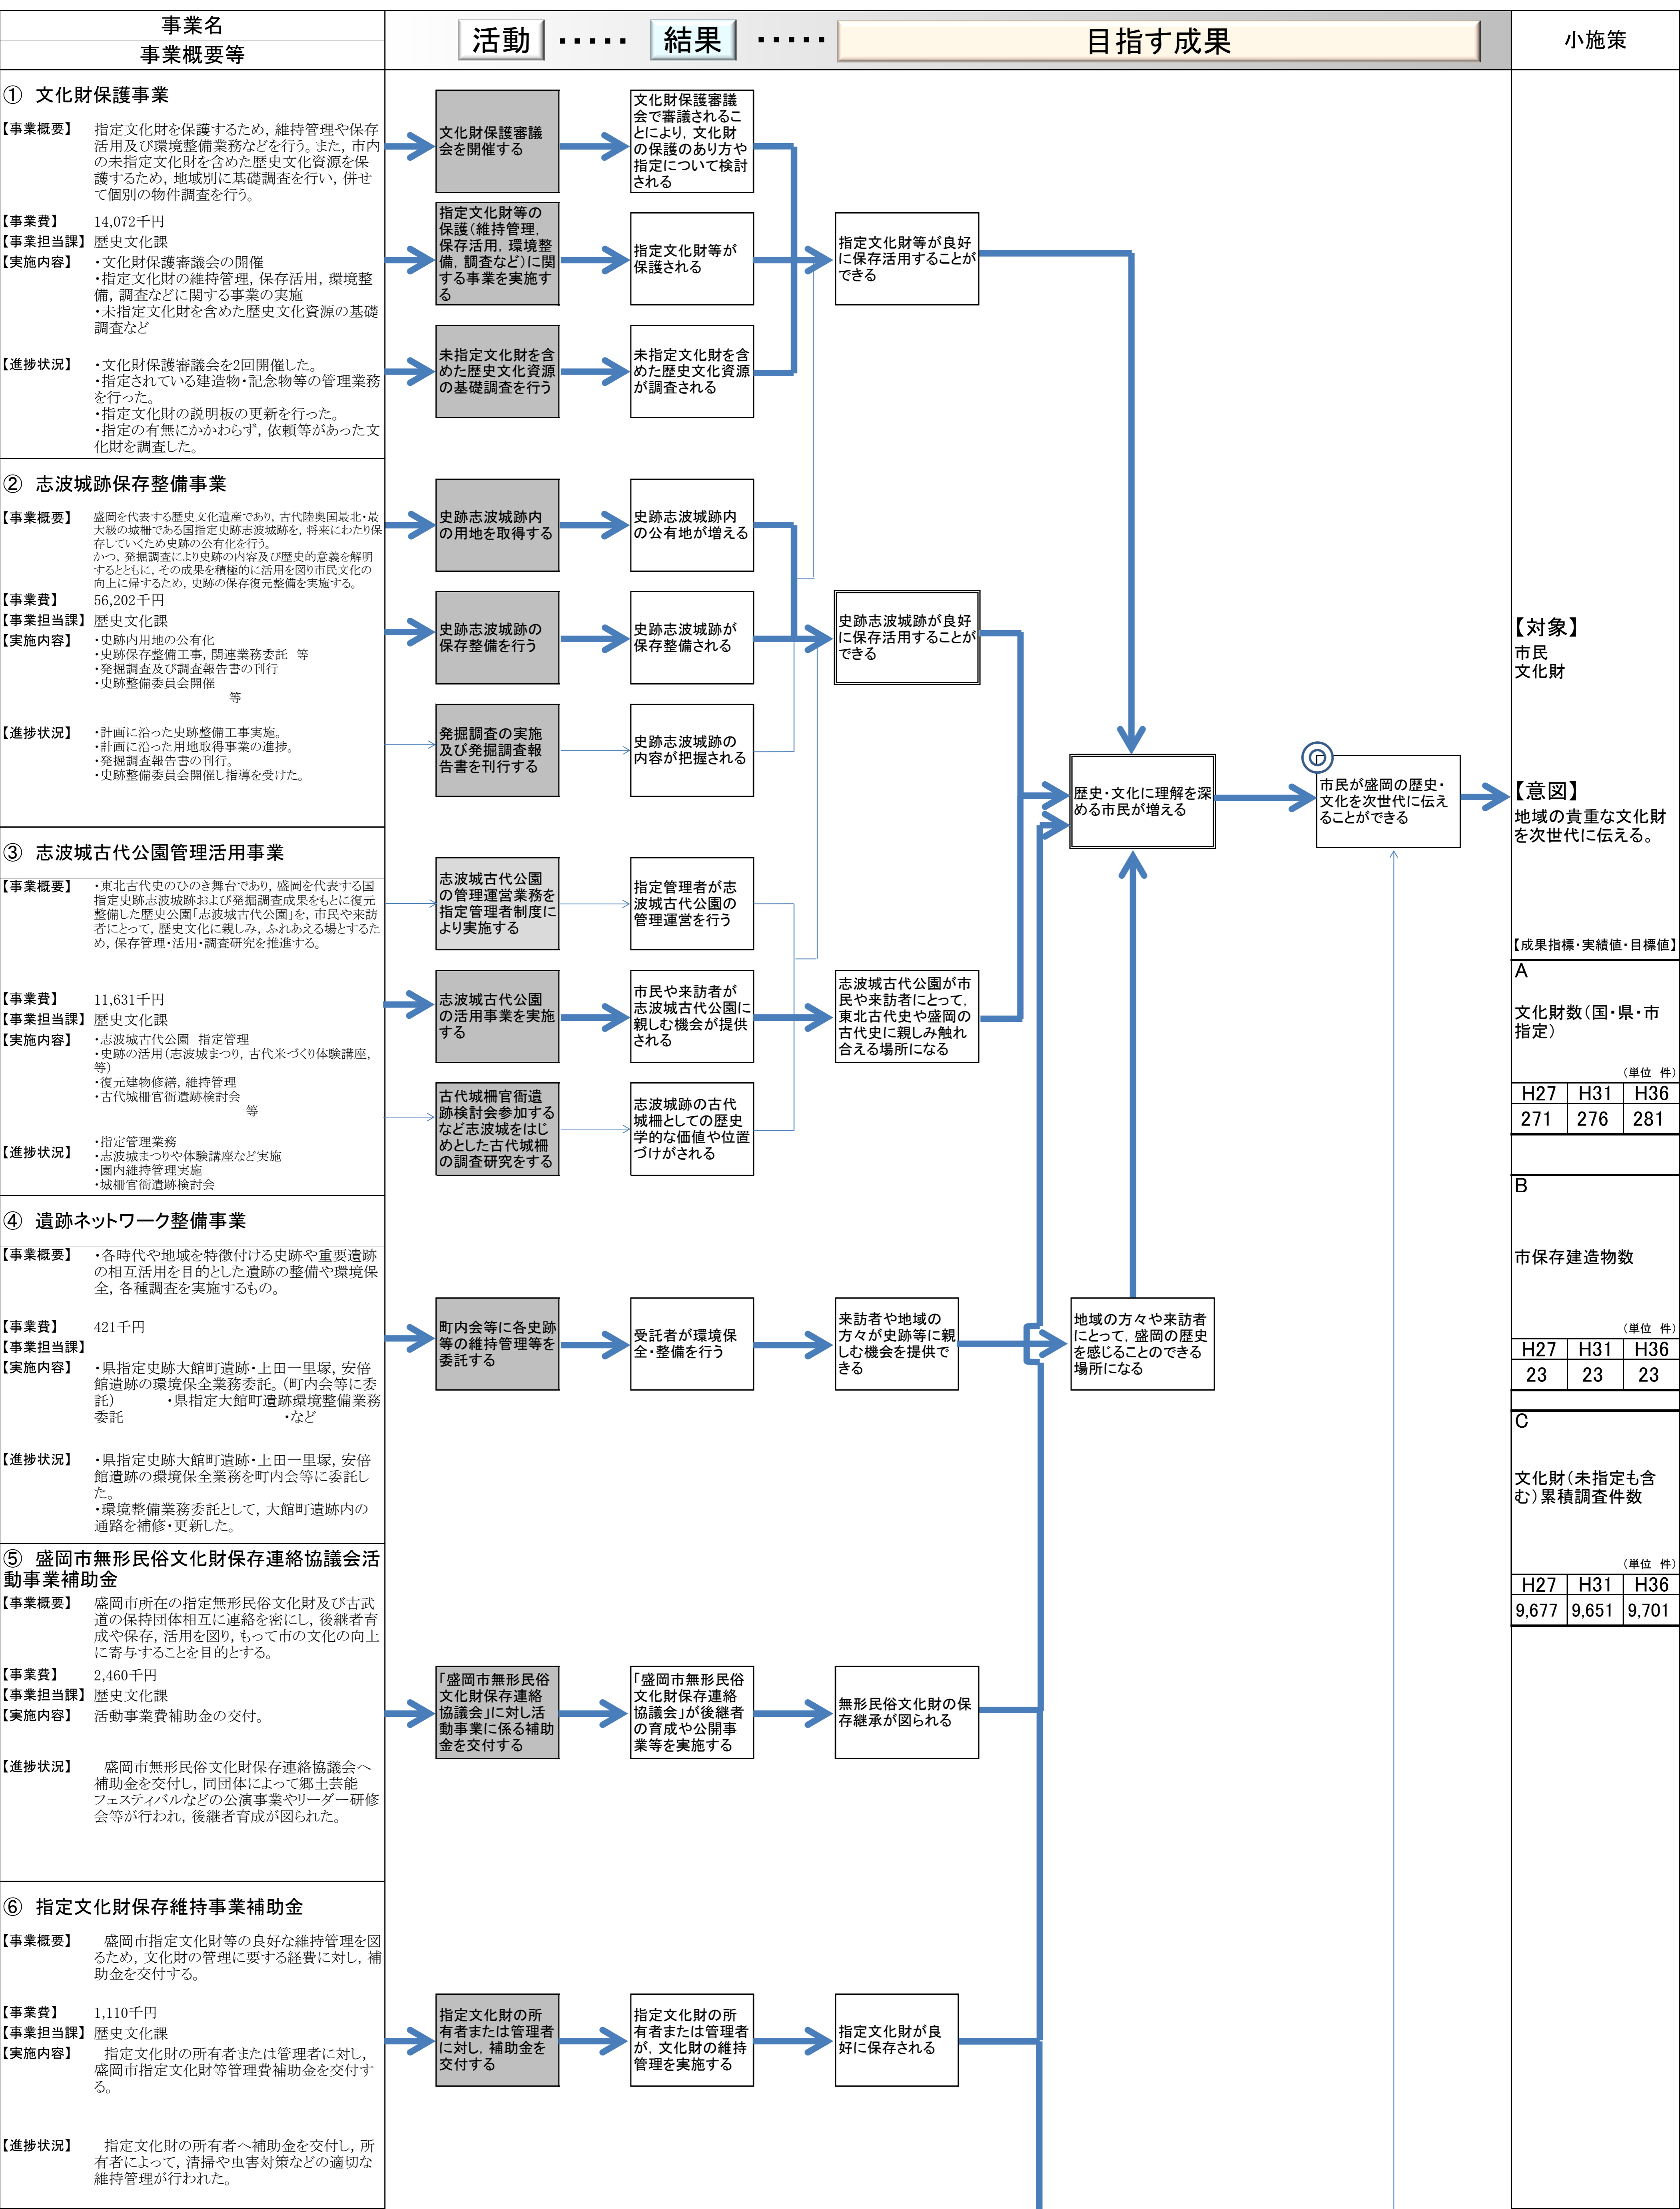 事業名
事業概要等
活動 ・・・・・ 結果 ・・・・・ 目指す成果
小施策
① 文化財保護事業
【事業概要】 指定文化財を保護するため，維持管理や保存
活用及び環境整備業務などを行う。また，市内
の未指定文化財を含めた歴史文化資源を保
護するため，地域別に基礎調査を行い，併せ
て個別の物件調査を行う。
【事業費】 14,072千円
【事業担当課】 歴史文化課
【実施内容】 ・文化財保護審議会の開催
・指定文化財の維持管理，保存活用，環境整
備，調査などに関する事業の実施
・未指定文化財を含めた歴史文化資源の基礎
調査など
【進捗状況】 ・文化財保護審議会を2回開催した。
・指定されている建造物・記念物等の管理業務
を行った。
・指定文化財の説明板の更新を行った。
・指定の有無にかかわらず，依頼等があった文
化財を調査した。
文化財保護審議
会を開催する
文化財保護審議
会で審議されるこ
とにより，文化財
の保護のあり方や
指定について検討
される
指定文化財等の
保護（維持管理，
保存活用，環境整
備，調査など）に関
する事業を実施す
る
指定文化財等が
保護される
指定文化財等が良好
に保存活用することが
できる
未指定文化財を含
めた歴史文化資源
の基礎調査を行う
未指定文化財を含
めた歴史文化資源
が調査される
② 志波城跡保存整備事業
【事業概要】 盛岡を代表する歴史文化遺産であり，古代陸奥国最北・最
大級の城柵である国指定史跡志波城跡を，将来にわたり保
存していくため史跡の公有化を行う。
かつ，発掘調査により史跡の内容及び歴史的意義を解明
するとともに，その成果を積極的に活用を図り市民文化の
向上に帰するため，史跡の保存復元整備を実施する。
【事業費】 56,202千円
【事業担当課】 歴史文化課
【実施内容】 ・史跡内用地の公有化
・史跡保存整備工事，関連業務委託 等
・発掘調査及び調査報告書の刊行
・史跡整備委員会開催
等
【進捗状況】 ・計画に沿った史跡整備工事実施。
・計画に沿った用地取得事業の進捗。
・発掘調査報告書の刊行。
・史跡整備委員会開催し指導を受けた。
史跡志波城跡内
の用地を取得する
史跡志波城跡内
の公有地が増える
史跡志波城跡の
保存整備を行う
史跡志波城跡が
保存整備される
史跡志波城跡が良好
に保存活用することが
できる
発掘調査の実施
及び発掘調査報
告書を刊行する
史跡志波城跡の
内容が把握される
歴史・文化に理解を深
める市民が増える
市民が盛岡の歴史・
文化を次世代に伝え
ることができる
③ 志波城古代公園管理活用事業
【事業概要】 ・東北古代史のひのき舞台であり，盛岡を代表する国
指定史跡志波城跡および発掘調査成果をもとに復元
整備した歴史公園「志波城古代公園」を，市民や来訪
者にとって，歴史文化に親しみ，ふれあえる場とするた
め，保存管理・活用・調査研究を推進する。
【事業費】 11,631千円
【事業担当課】 歴史文化課
【実施内容】 ・志波城古代公園 指定管理
・史跡の活用（志波城まつり，古代米づくり体験講座，
等）
・復元建物修繕，維持管理
・古代城柵官衙遺跡検討会
等
【進捗状況】 ・指定管理業務
・志波城まつりや体験講座など実施
・園内維持管理実施
・城柵官衙遺跡検討会
志波城古代公園
の管理運営業務を
指定管理者制度に
より実施する
指定管理者が志
波城古代公園の
管理運営を行う
志波城古代公園
の活用事業を実施
する
市民や来訪者が
志波城古代公園に
親しむ機会が提供
される
志波城古代公園が市
民や来訪者にとって，
東北古代史や盛岡の
古代史に親しみ触れ
合える場所になる
古代城柵官衙遺
跡検討会参加する
など志波城をはじ
めとした古代城柵
の調査研究をする
志波城跡の古代
城柵としての歴史
学的な価値や位置
づけがされる
④ 遺跡ネットワーク整備事業
【事業概要】 ・各時代や地域を特徴付ける史跡や重要遺跡
の相互活用を目的とした遺跡の整備や環境保
全，各種調査を実施するもの。
【事業費】 421千円
【事業担当課】
【実施内容】 ・県指定史跡大館町遺跡・上田一里塚，安倍
館遺跡の環境保全業務委託。（町内会等に委
託） ・県指定大館町遺跡環境整備業務
委託 ・など
【進捗状況】 ・県指定史跡大館町遺跡・上田一里塚，安倍
館遺跡の環境保全業務を町内会等に委託し
た。
・環境整備業務委託として，大館町遺跡内の
通路を補修・更新した。
町内会等に各史跡
等の維持管理等を
委託する
受託者が環境保
全・整備を行う
来訪者や地域の
方々が史跡等に親
しむ機会を提供で
きる
地域の方々や来訪者
にとって，盛岡の歴史
を感じることのできる
場所になる
⑤ 盛岡市無形民俗文化財保存連絡協議会活
動事業補助金
【事業概要】 盛岡市所在の指定無形民俗文化財及び古武
道の保持団体相互に連絡を密にし，後継者育
成や保存，活用を図り，もって市の文化の向上
に寄与することを目的とする。
【事業費】 2,460千円
【事業担当課】 歴史文化課
【実施内容】 活動事業費補助金の交付。
【進捗状況】 盛岡市無形民俗文化財保存連絡協議会へ
補助金を交付し，同団体によって郷土芸能
フェスティバルなどの公演事業やリーダー研修
会等が行われ，後継者育成が図られた。
「盛岡市無形民俗
文化財保存連絡
協議会」に対し活
動事業に係る補助
金を交付する
「盛岡市無形民俗
文化財保存連絡
協議会」が後継者
の育成や公開事
業等を実施する
無形民俗文化財の保
存継承が図られる
⑥ 指定文化財保存維持事業補助金
【事業概要】 盛岡市指定文化財等の良好な維持管理を図
るため，文化財の管理に要する経費に対し，補
助金を交付する。
【事業費】 1,110千円
【事業担当課】 歴史文化課
【実施内容】 指定文化財の所有者または管理者に対し，
盛岡市指定文化財等管理費補助金を交付す
る。
【進捗状況】 指定文化財の所有者へ補助金を交付し，所
有者によって，清掃や虫害対策などの適切な
維持管理が行われた。
指定文化財の所
有者または管理者
に対し，補助金を
交付する
指定文化財の所
有者または管理者
が，文化財の維持
管理を実施する
指定文化財が良
好に保存される
【対象】
市民
文化財
【意図】
地域の貴重な文化財
を次世代に伝える。
【成果指標・実績値・目標値】
A
文化財数（国・県・市
指定）
（単位 件）
H27 H31 H36
271 276 281
B
市保存建造物数
（単位 件）
H27 H31 H36
23 23 23
C
文化財（未指定も含
む）累積調査件数
（単位 件）
H27 H31 H36
9,677 9,651 9,701